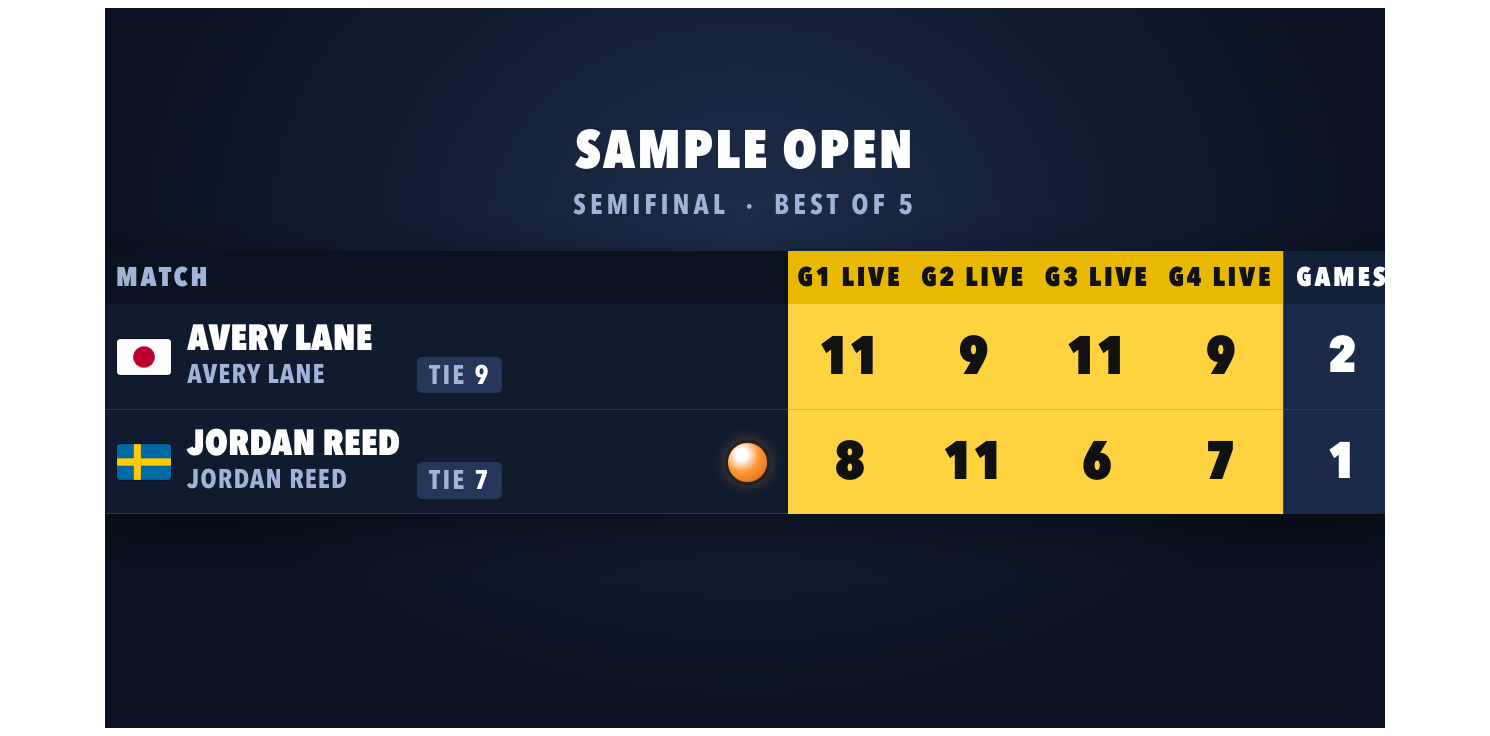 SAMPLE OPEN
SEMIFINAL · BEST OF 5
MATCH G1 LIVE G2 LIVE G3 LIVE G4 LIVE GAMES
AVERY LANE
AVERY LANE TIE 9 11 9 11 9 2
JORDAN REED
JORDAN REED TIE 7 8 11 6 7 1